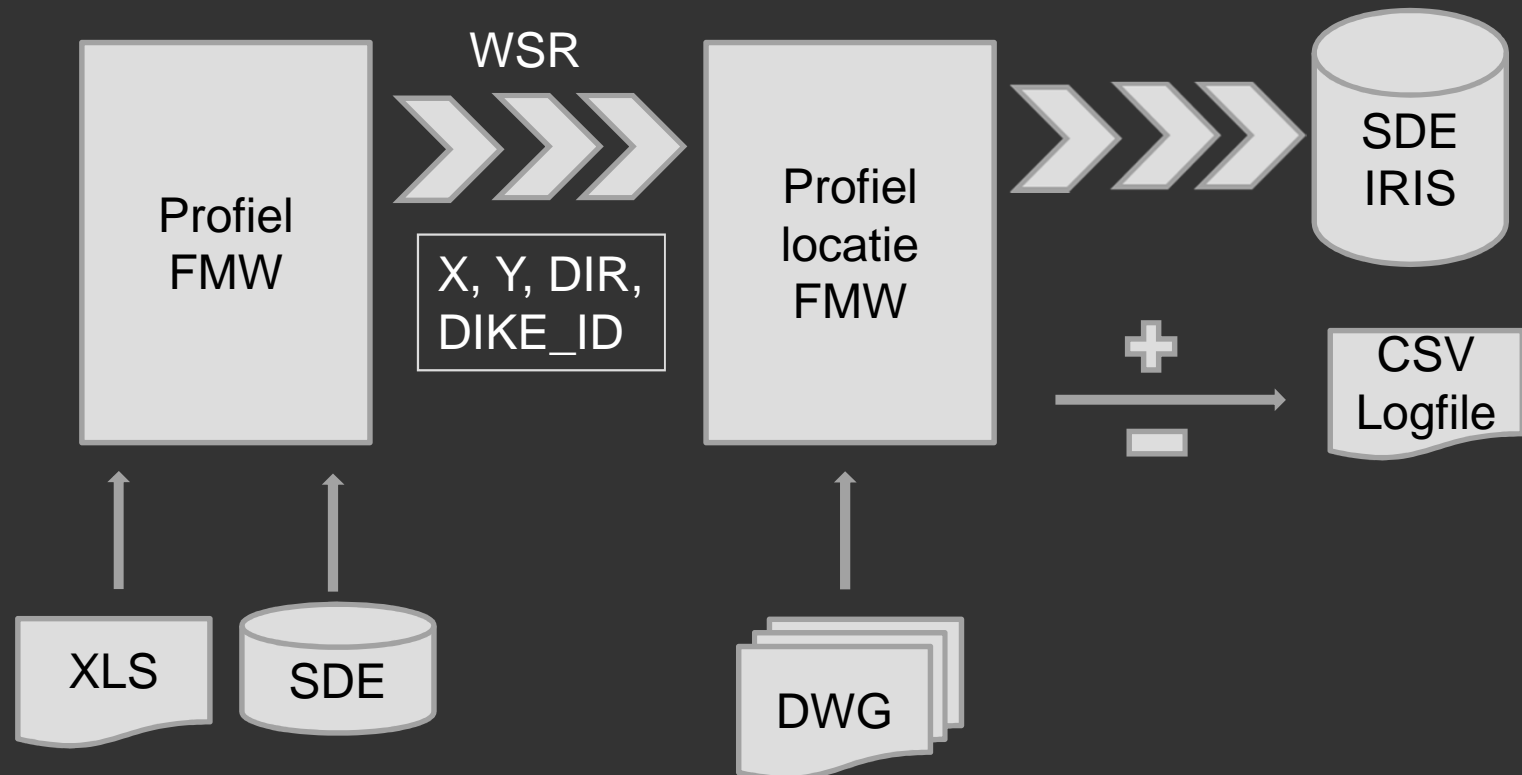 WSR
Profiel
FMW
X, Y, DIR,
DIKE_ID
Profiel
locatie
FMW
SDE
IRIS
CSV
Logfile
XLS
SDE
DWG